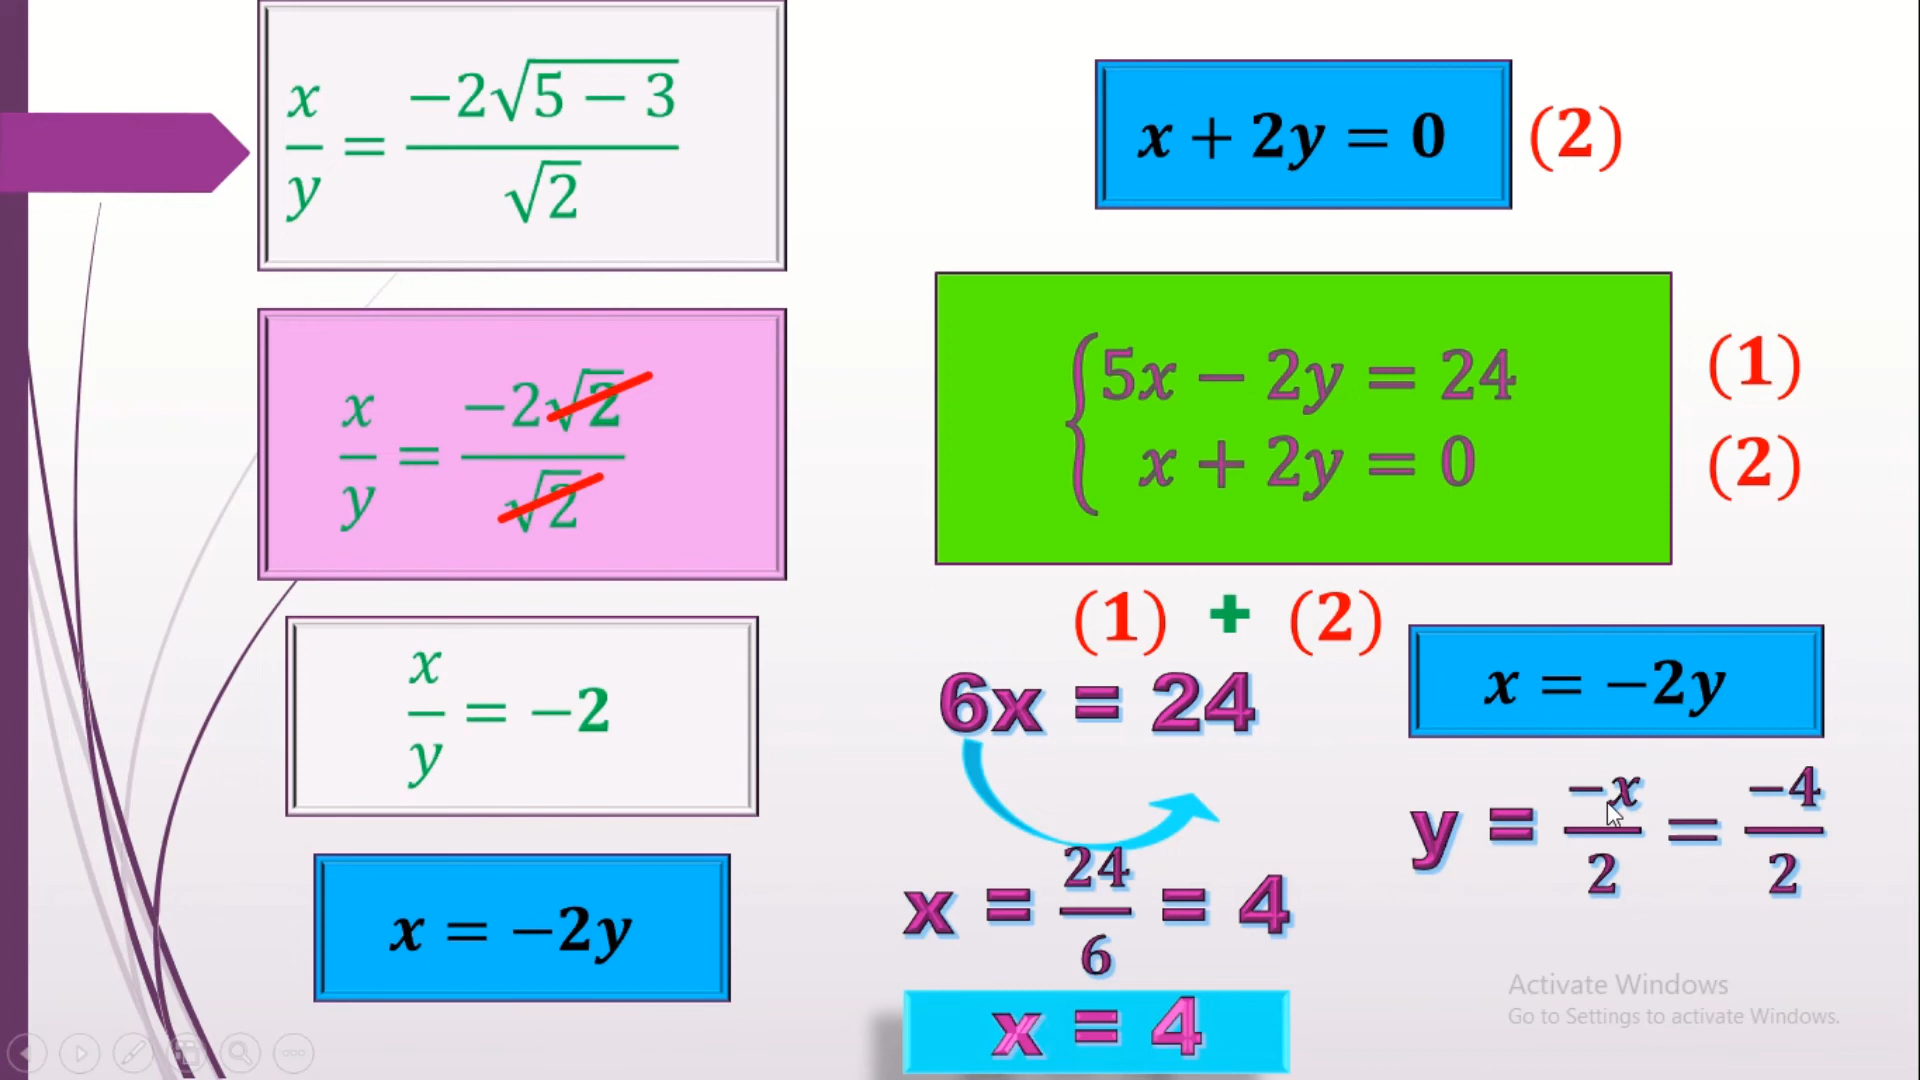 x/y = −2√(5 − 3)/√2
x/y = −2√2/√2
x/y = −2
x = −2y
x + 2y = 0 (2)
5x − 2y = 24 (1)
x + 2y = 0 (2)
(1) + (2)
6x = 24
x = 24/6 = 4
x = 4
x = −2y
y = −x/2 = −4/2
Activate Windows
Go to Settings to activate Windows.